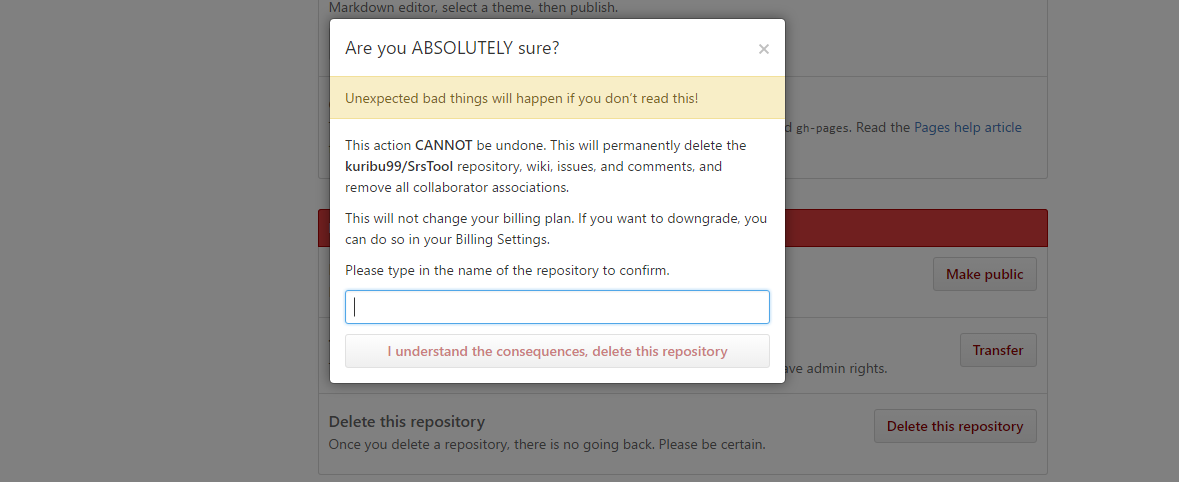 Markdown editor, select a theme, then publish.
Are you ABSOLUTELY sure?
×
Unexpected bad things will happen if you don't read this!
This action CANNOT be undone. This will permanently delete the
kuribu99/SrsTool repository, wiki, issues, and comments, and
remove all collaborator associations.
d gh-pages. Read the Pages help article
This will not change your billing plan. If you want to downgrade, you
can do so in your Billing Settings.
Please type in the name of the repository to confirm.
Make public
I understand the consequences, delete this repository
Transfer
ave admin rights.
Delete this repository
Once you delete a repository, there is no going back. Please be certain.
Delete this repository